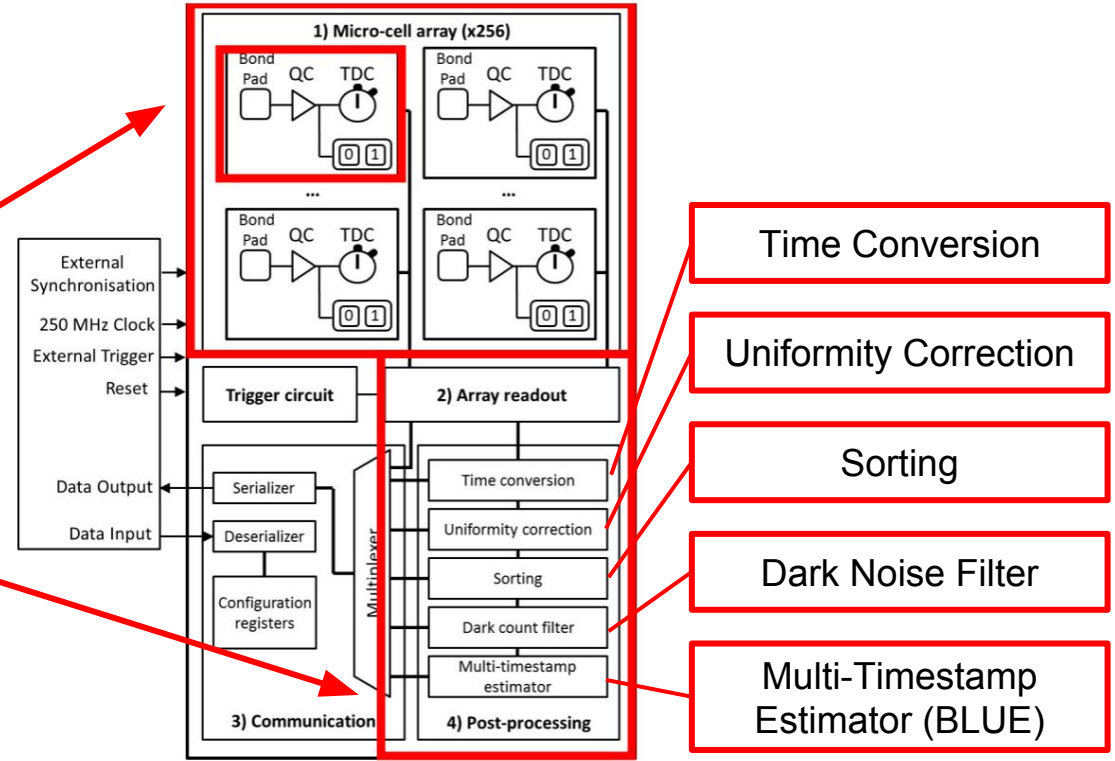 1) Micro-cell array (x256)
Bond
Pad QC TDC
0 1
Bond
Pad QC TDC
0 1
...
...
Bond
Pad QC TDC
0 1
Bond
Pad QC TDC
0 1
External
Synchronisation
250 MHz Clock
External Trigger
Reset
Data Output
Data Input
Trigger circuit
2) Array readout
Serializer
Deserializer
Configuration
registers
3) Communication
Multiplexer
Time conversion
Uniformity correction
Sorting
Dark count filter
Multi-timestamp
estimator
4) Post-processing
Time Conversion
Uniformity Correction
Sorting
Dark Noise Filter
Multi-Timestamp
Estimator (BLUE)